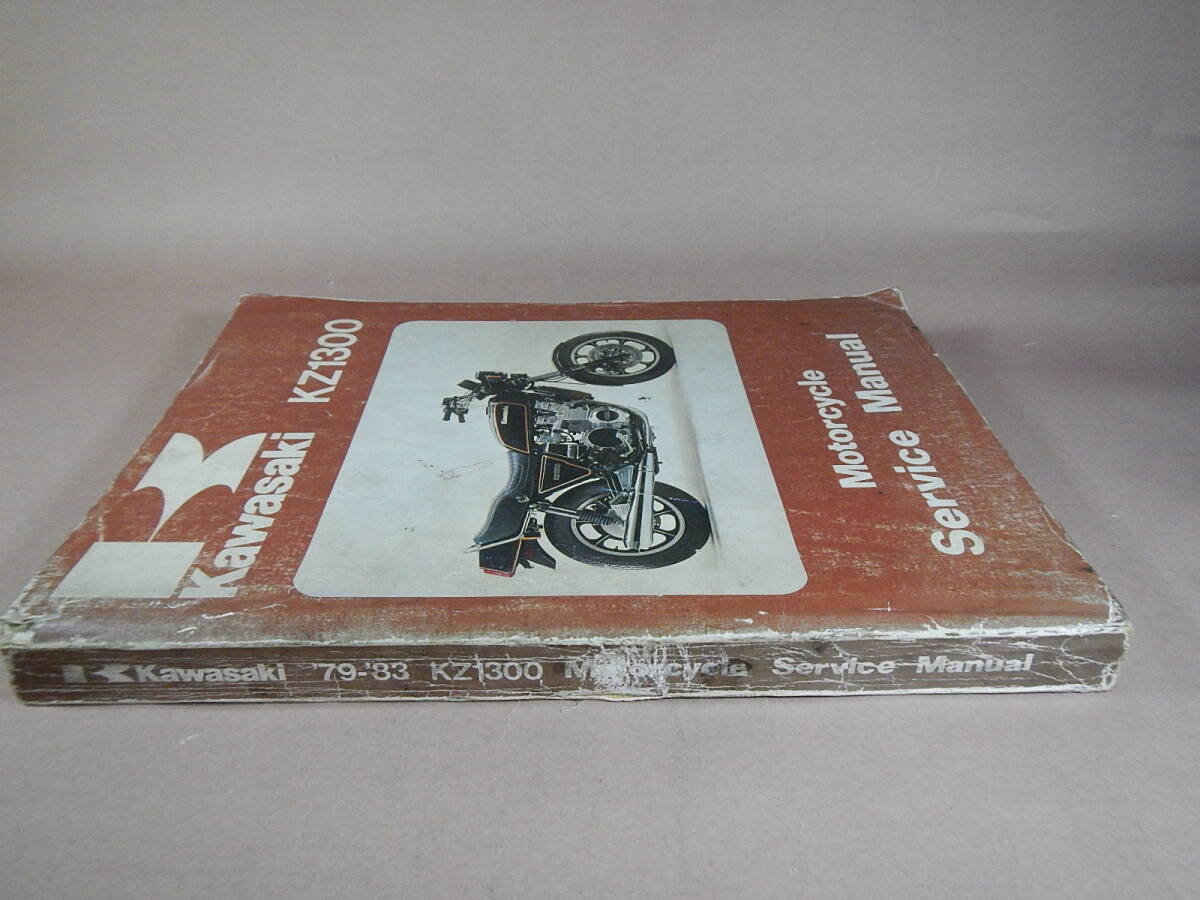 Kawasaki
KZ1300
Motorcycle
Service Manual
Kawasaki '79-'83 KZ1300 Motorcycle Service Manual